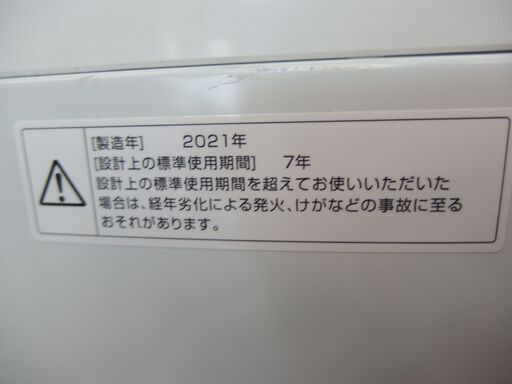 [製造年] 2021年
[設計上の標準使用期間] 7年
設計上の標準使用期間を超えてお使いいただいた
場合は、経年劣化による発火、けがなどの事故に至る
おそれがあります。